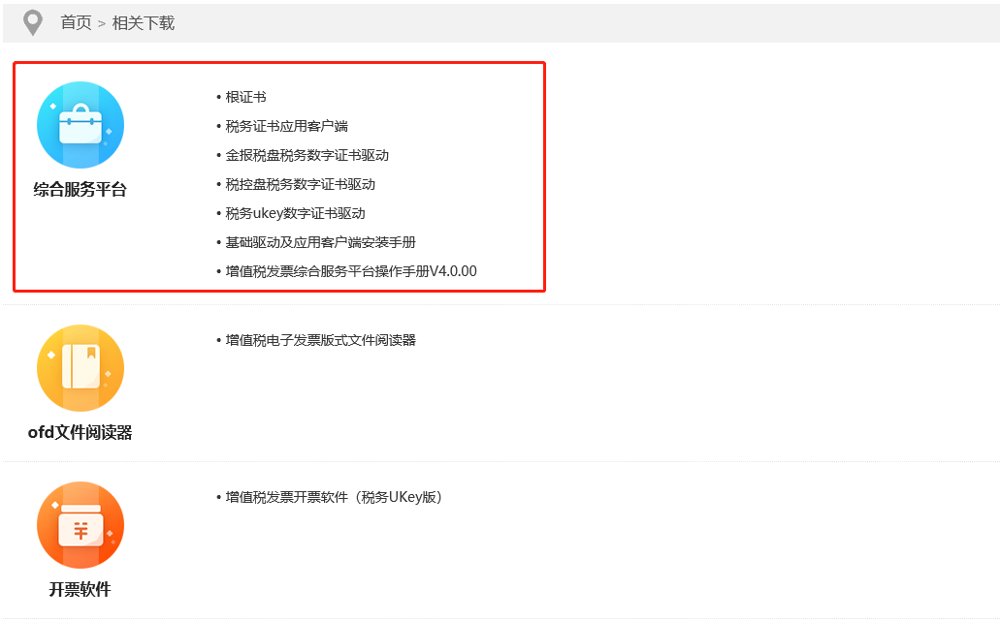 首页 > 相关下载
• 根证书
• 税务证书应用客户端
• 金报税盘税务数字证书驱动
• 税控盘税务数字证书驱动
• 税务ukey数字证书驱动
• 基础驱动及应用客户端安装手册
• 增值税发票综合服务平台操作手册V4.0.00
综合服务平台
• 增值税电子发票版式文件阅读器
ofd文件阅读器
• 增值税发票开票软件（税务UKey版）
开票软件